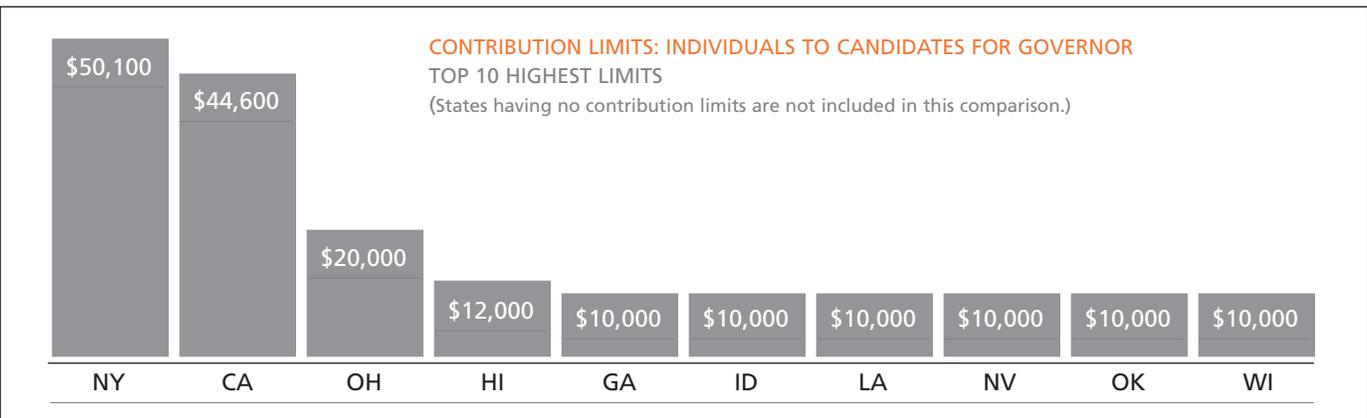 CONTRIBUTION LIMITS: INDIVIDUALS TO CANDIDATES FOR GOVERNOR
TOP 10 HIGHEST LIMITS
(States having no contribution limits are not included in this comparison.)
$50,100
$44,600
$20,000
$12,000
$10,000
$10,000
$10,000
$10,000
$10,000
$10,000
NY CA OH HI GA ID LA NV OK WI